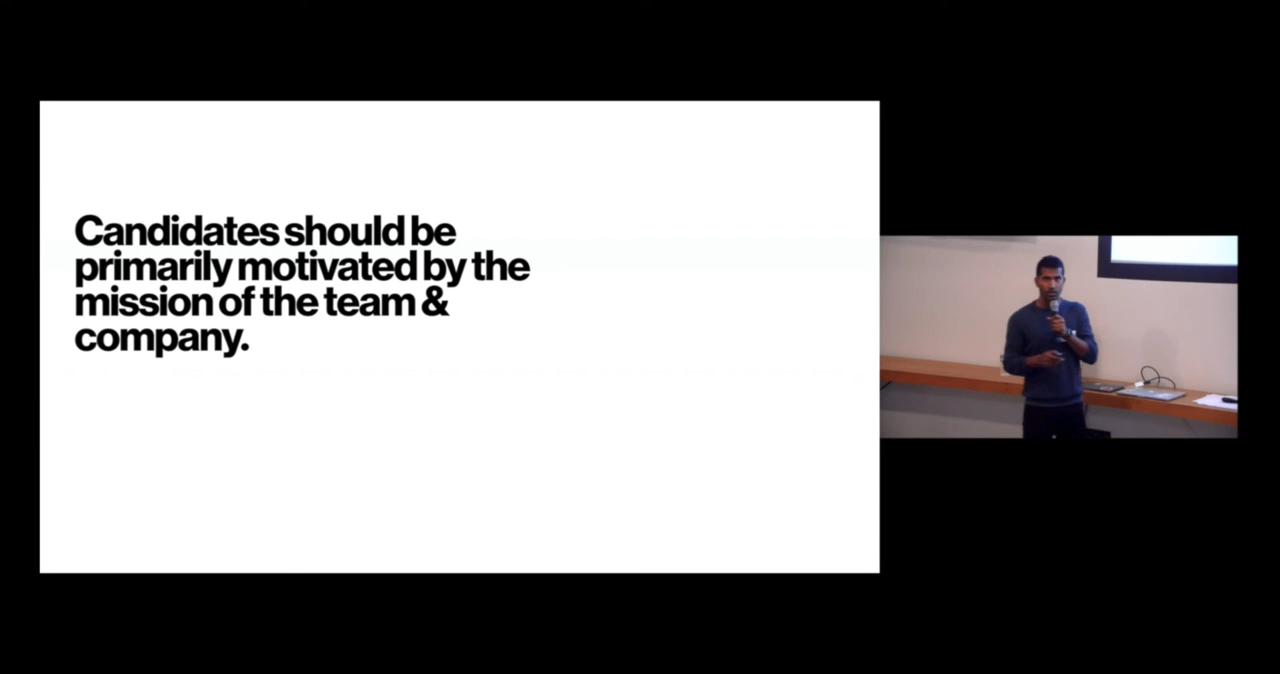 Candidates should be
primarily motivated by the
mission of the team &
company.